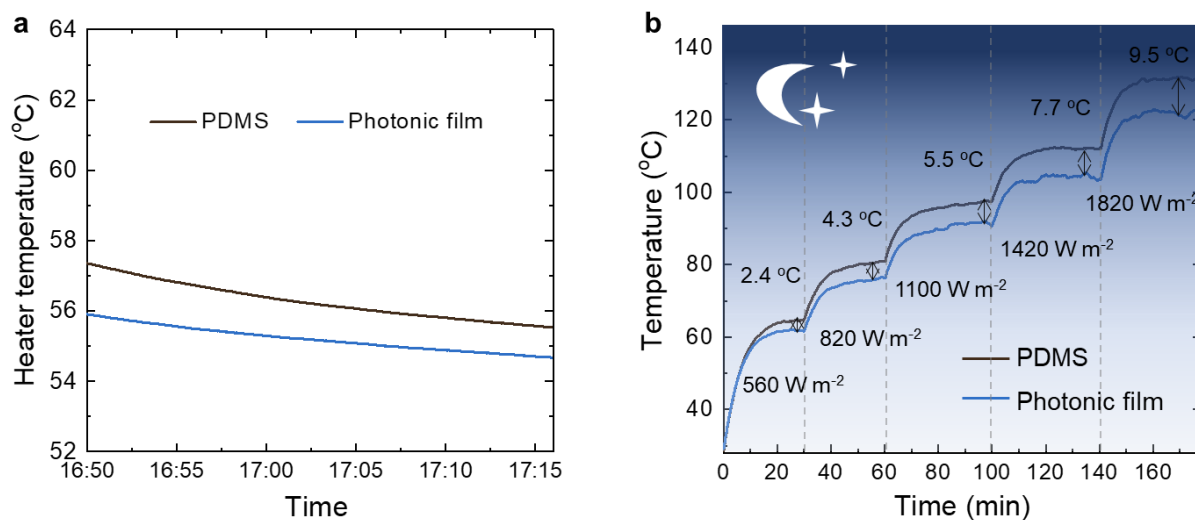 a
64
62
60
58
56
54
52
Heater temperature (°C)
PDMS
Photonic film
16:50
16:55
17:00
17:05
17:10
17:15
Time
b
140
120
100
80
60
40
Temperature (°C)
9.5 °C
7.7 °C
5.5 °C
4.3 °C
2.4 °C
1820 W m⁻²
1420 W m⁻²
1100 W m⁻²
820 W m⁻²
560 W m⁻²
PDMS
Photonic film
0
20
40
60
80
100
120
140
160
Time (min)